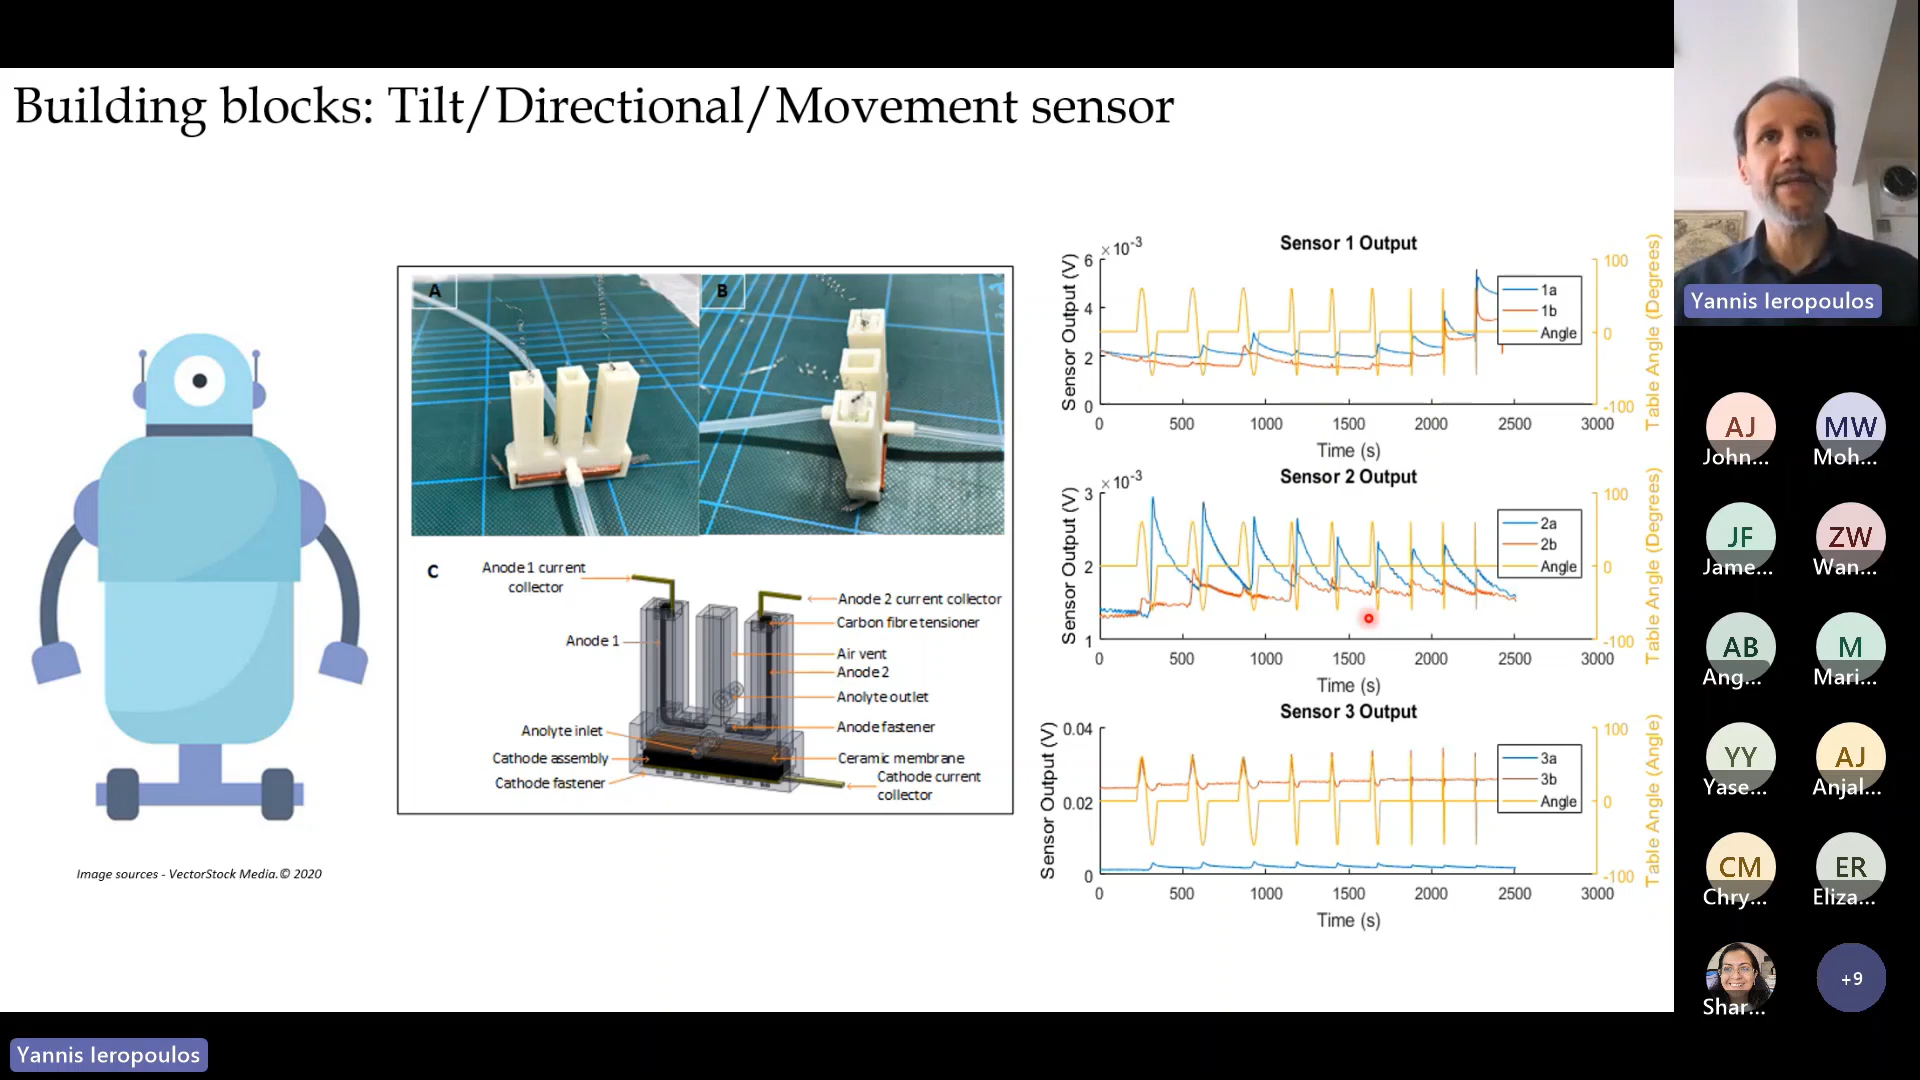 Building blocks: Tilt/Directional/Movement sensor
Yannis Ieropoulos
A
B
C
Anode 1 current
collector
Anode 1
Anolyte inlet
Cathode assembly
Cathode fastener
Anode 2 current collector
Carbon fibre tensioner
Air vent
Anode 2
Anolyte outlet
Anode fastener
Ceramic membrane
Cathode current
collector
Image sources - VectorStock Media.© 2020
Sensor 1 Output
×10-3
Sensor Output (V)
6
4
2
0
100
0
-100
Table Angle (Degrees)
1a
1b
Angle
0 500 1000 1500 2000 2500 3000
Time (s)
Sensor 2 Output
×10-3
Sensor Output (V)
3
2
1
100
0
-100
Table Angle (Degrees)
2a
2b
Angle
0 500 1000 1500 2000 2500 3000
Time (s)
Sensor 3 Output
Sensor Output (V)
0.04
0.02
0
100
0
-100
Table Angle (Angle)
3a
3b
Angle
0 500 1000 1500 2000 2500 3000
Time (s)
AJ
John...
MW
Moh...
JF
Jame...
ZW
Wan...
AB
Ang...
M
Mari...
YY
Yase...
AJ
Anjal...
CM
Chry...
ER
Eliza...
Shar...
+9
Yannis Ieropoulos